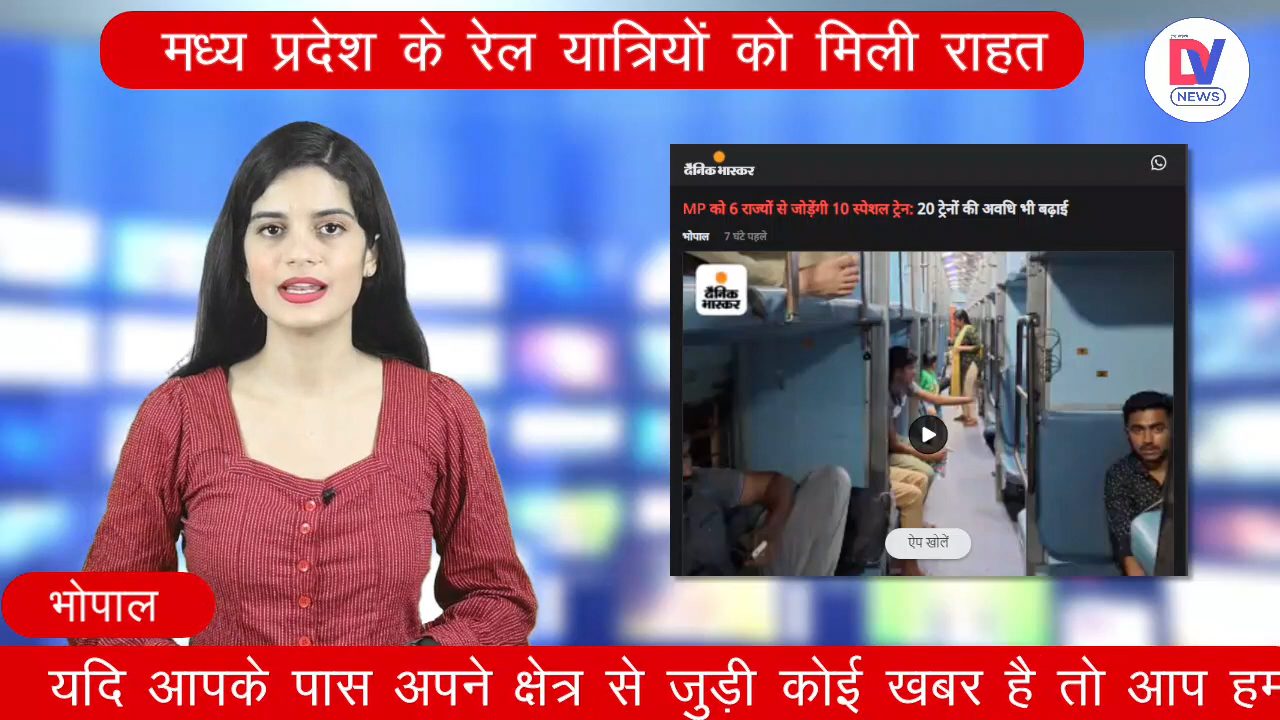 मध्य प्रदेश के रेल यात्रियों को मिली राहत
DV
NEWS
दैनिक भास्कर
MP को 6 राज्यों से जोड़ेंगी 10 स्पेशल ट्रेन: 20 ट्रेनों की अवधि भी बढ़ाई
भोपाल 7 घंटे पहले
दैनिक
भास्कर
ऐप खोलें
भोपाल
यदि आपके पास अपने क्षेत्र से जुड़ी कोई खबर है तो आप हम